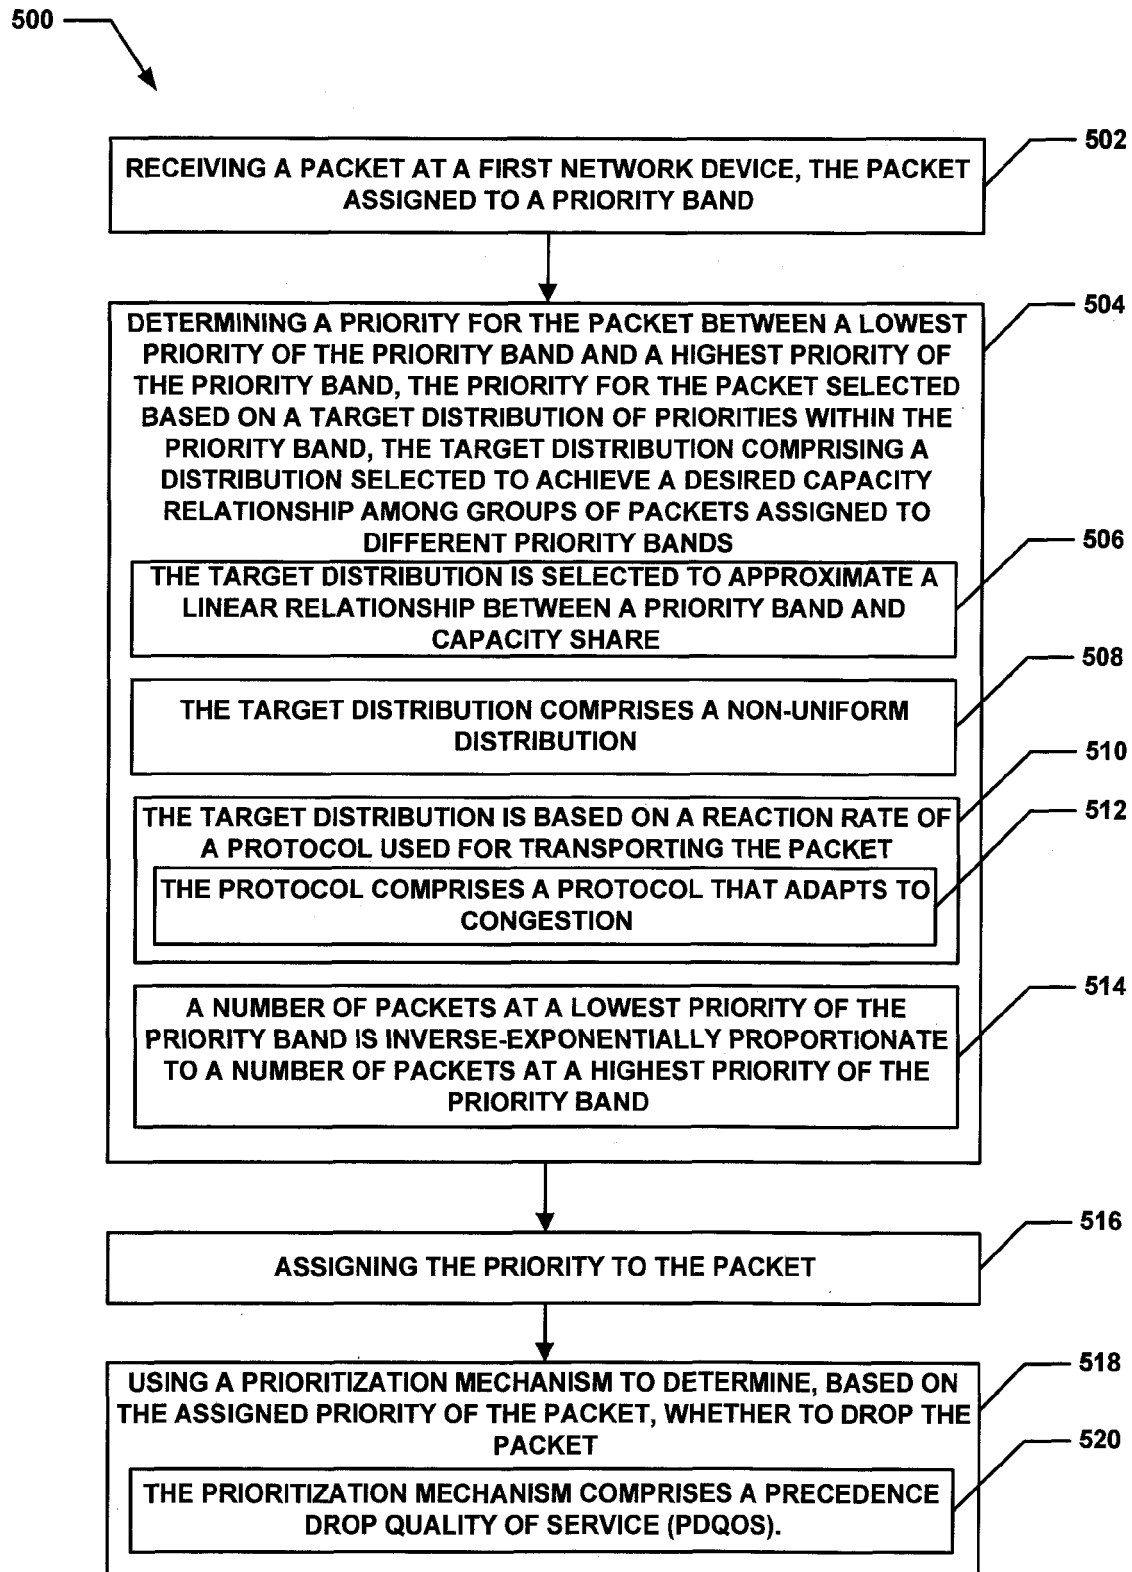 500
502
RECEIVING A PACKET AT A FIRST NETWORK DEVICE, THE PACKET
ASSIGNED TO A PRIORITY BAND
504
DETERMINING A PRIORITY FOR THE PACKET BETWEEN A LOWEST
PRIORITY OF THE PRIORITY BAND AND A HIGHEST PRIORITY OF
THE PRIORITY BAND, THE PRIORITY FOR THE PACKET SELECTED
BASED ON A TARGET DISTRIBUTION OF PRIORITIES WITHIN THE
PRIORITY BAND, THE TARGET DISTRIBUTION COMPRISING A
DISTRIBUTION SELECTED TO ACHIEVE A DESIRED CAPACITY
RELATIONSHIP AMONG GROUPS OF PACKETS ASSIGNED TO
DIFFERENT PRIORITY BANDS
506
THE TARGET DISTRIBUTION IS SELECTED TO APPROXIMATE A
LINEAR RELATIONSHIP BETWEEN A PRIORITY BAND AND
CAPACITY SHARE
508
THE TARGET DISTRIBUTION COMPRISES A NON-UNIFORM
DISTRIBUTION
510
THE TARGET DISTRIBUTION IS BASED ON A REACTION RATE OF
A PROTOCOL USED FOR TRANSPORTING THE PACKET
512
THE PROTOCOL COMPRISES A PROTOCOL THAT ADAPTS TO
CONGESTION
514
A NUMBER OF PACKETS AT A LOWEST PRIORITY OF THE
PRIORITY BAND IS INVERSE-EXPONENTIALLY PROPORTIONATE
TO A NUMBER OF PACKETS AT A HIGHEST PRIORITY OF THE
PRIORITY BAND
516
ASSIGNING THE PRIORITY TO THE PACKET
518
USING A PRIORITIZATION MECHANISM TO DETERMINE, BASED ON
THE ASSIGNED PRIORITY OF THE PACKET, WHETHER TO DROP THE
PACKET
520
THE PRIORITIZATION MECHANISM COMPRISES A PRECEDENCE
DROP QUALITY OF SERVICE (PDQOS).